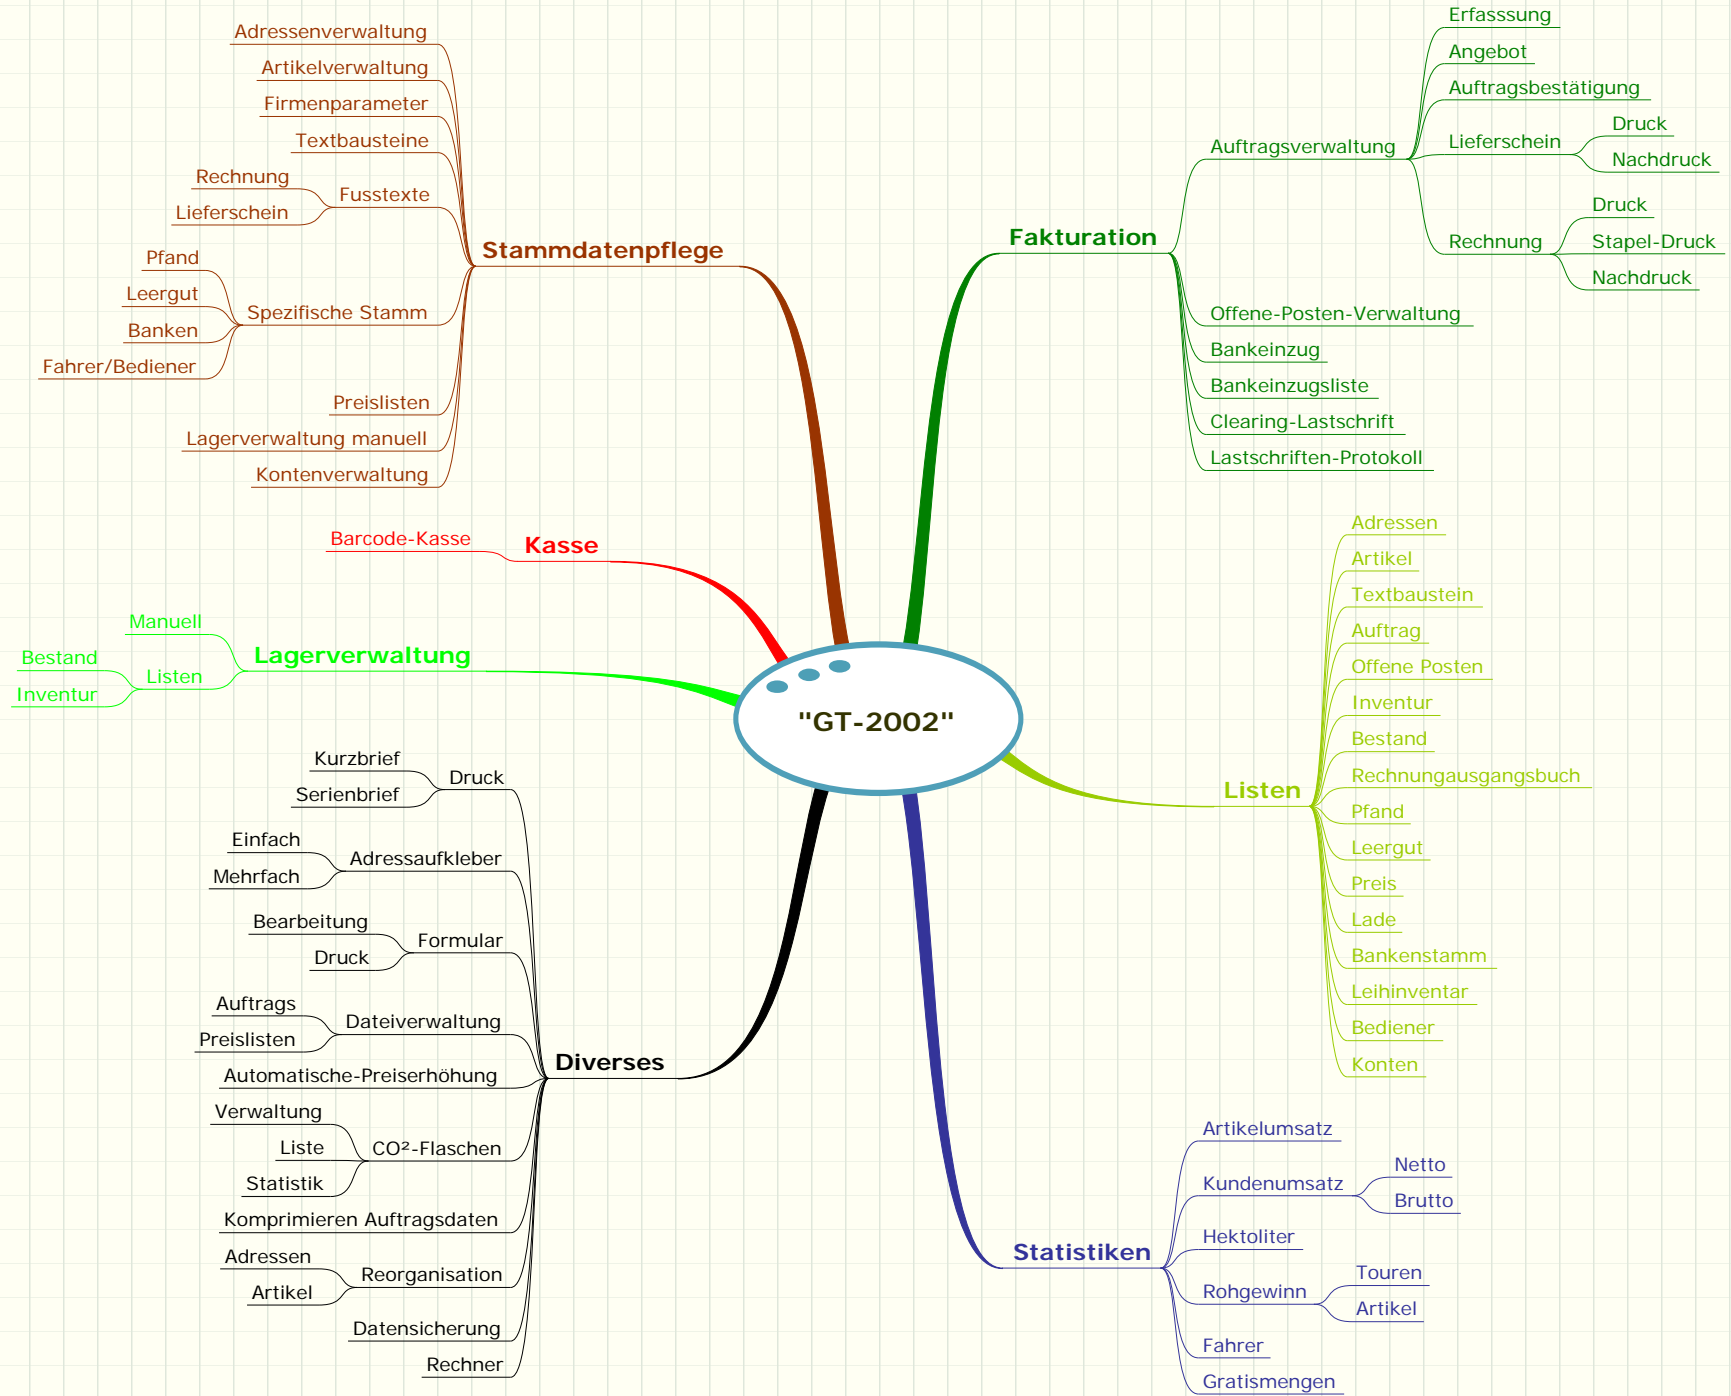 "GT-2002"
Stammdatenpflege
Adressenverwaltung
Artikelverwaltung
Firmenparameter
Textbausteine
Fusstexte
Rechnung
Lieferschein
Spezifische Stamm
Pfand
Leergut
Banken
Fahrer/Bediener
Preislisten
Lagerverwaltung manuell
Kontenverwaltung
Kasse
Barcode-Kasse
Lagerverwaltung
Manuell
Listen
Bestand
Inventur
Diverses
Druck
Kurzbrief
Serienbrief
Adressaufkleber
Einfach
Mehrfach
Formular
Bearbeitung
Druck
Dateiverwaltung
Auftrags
Preislisten
Automatische-Preiserhöhung
CO²-Flaschen
Verwaltung
Liste
Statistik
Komprimieren Auftragsdaten
Reorganisation
Adressen
Artikel
Datensicherung
Rechner
Fakturation
Auftragsverwaltung
Erfasssung
Angebot
Auftragsbestätigung
Lieferschein
Druck
Nachdruck
Rechnung
Druck
Stapel-Druck
Nachdruck
Offene-Posten-Verwaltung
Bankeinzug
Bankeinzugsliste
Clearing-Lastschrift
Lastschriften-Protokoll
Listen
Adressen
Artikel
Textbaustein
Auftrag
Offene Posten
Inventur
Bestand
Rechnungausgangsbuch
Pfand
Leergut
Preis
Lade
Bankenstamm
Leihinventar
Bediener
Konten
Statistiken
Artikelumsatz
Kundenumsatz
Netto
Brutto
Hektoliter
Rohgewinn
Touren
Artikel
Fahrer
Gratismengen